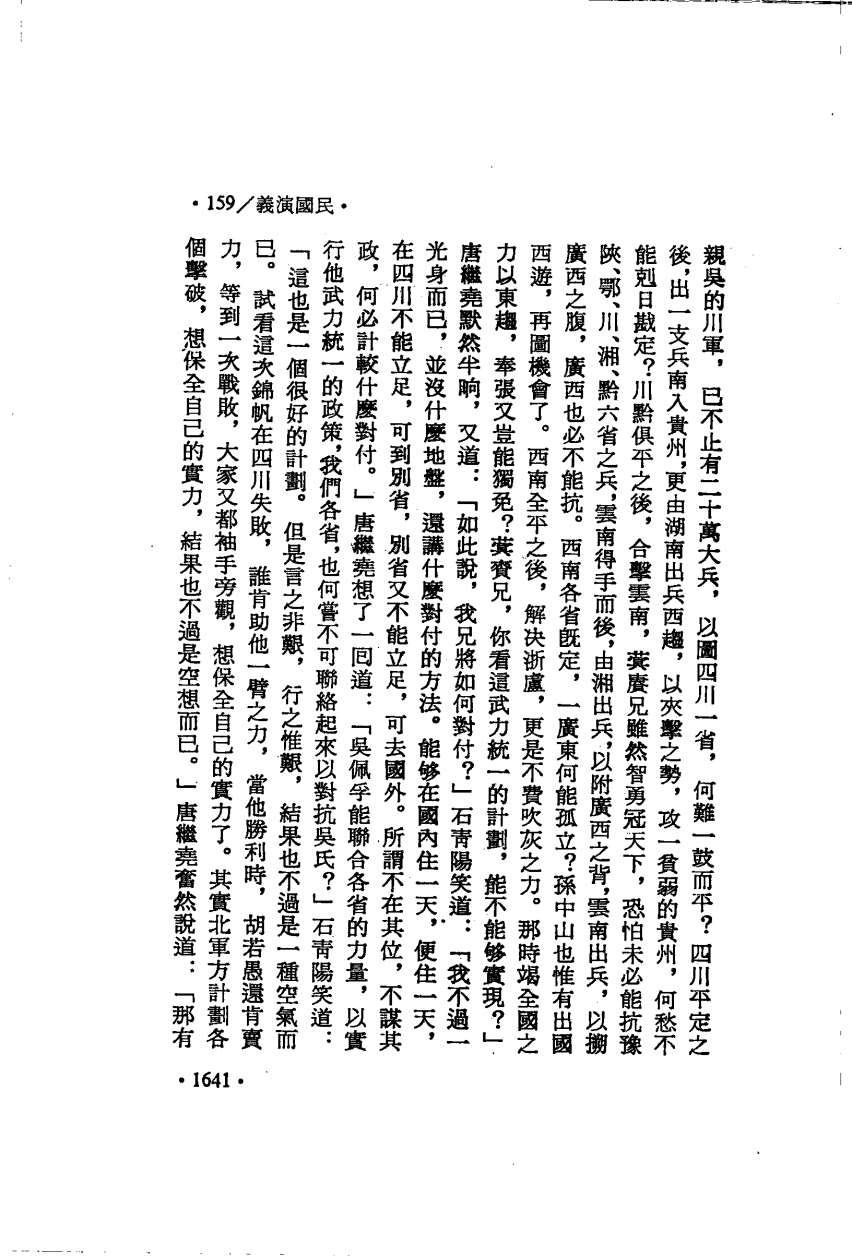 •159／義演國民•
親吳的川軍，已不止有二十萬大兵，以圖四川一省，何難一鼓而平？四川平定之
後，出一支兵南入貴州，更由湖南出兵西趨，以夾擊之勢，攻一貧弱的貴州，何愁不
能剋日戡定？川黔俱平之後，合擊雲南，蓂賡兄雖然智勇冠天下，恐怕未必能抗豫
陝、鄂、川、湘、黔六省之兵，雲南得手而後，由湘出兵，以附廣西之背，雲南出兵，以搠
廣西之腹，廣西也必不能抗。西南各省既定，一廣東何能孤立？孫中山也惟有出國
西遊，再圖機會了。西南全平之後，解决浙盧，更是不費吹灰之力。那時竭全國之
力以東趨，奉張又豈能獨免？蓂賡兄，你看這武力統一的計劃，能不能够實現？」
唐繼堯默然半晌，又道：「如此說，我兄將如何對付？」石青陽笑道：「我不過一
光身而已，並沒什麼地盤，還講什麼對付的方法。能够在國內住一天，便住一天，
在四川不能立足，可到別省，別省又不能立足，可去國外。所謂不在其位，不謀其
政，何必計較什麼對付。」唐繼堯想了一回道：「吳佩孚能聯合各省的力量，以實
行他武力統一的政策，我們各省，也何嘗不可聯絡起來以對抗吳氏？」石青陽笑道：
「這也是一個很好的計劃。但是言之非艱，行之惟艱，結果也不過是一種空氣而
已。試看這次錦帆在四川失敗，誰肯助他一臂之力，當他勝利時，胡若愚還肯賣
力，等到一次戰敗，大家又都袖手旁觀，想保全自己的實力了。其實北軍方計劃各
個擊破，想保全自己的實力，結果也不過是空想而已。」唐繼堯奮然說道：「那有
•1641•